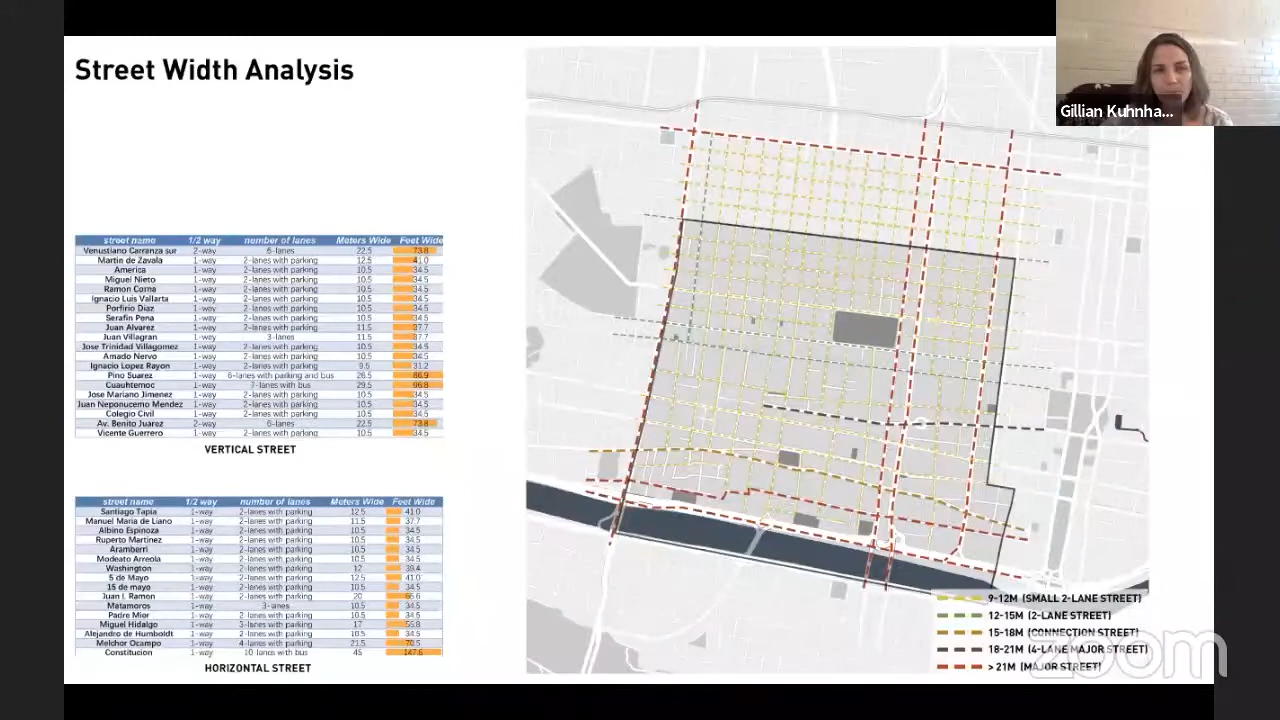 Street Width Analysis
Gillian Kuhnha...
street name 1/2 way number of lanes Meters Wide Feet Wide
Venustiano Carranza sur 2-way 6-lanes 22.5 73.8
Martin de Zavala 1-way 2-lanes with parking 12.5 41.0
America 1-way 2-lanes with parking 10.5 34.5
Miguel Nieto 1-way 2-lanes with parking 10.5 34.5
Ramon Corna 1-way 2-lanes with parking 10.5 34.5
Ignacio Luis Vallarta 1-way 2-lanes with parking 10.5 34.5
Porfirio Diaz 1-way 2-lanes with parking 10.5 34.5
Serafin Pena 1-way 2-lanes with parking 10.5 34.5
Juan Alvarez 1-way 2-lanes with parking 11.5 37.7
Juan Villagran 1-way 3-lanes 11.5 37.7
Jose Trinidad Villagomez 1-way 2-lanes with parking 10.5 34.5
Amado Nervo 1-way 2-lanes with parking 10.5 34.5
Ignacio Lopez Rayon 1-way 2-lanes with parking 9.5 31.2
Pino Suarez 1-way 6-lanes with parking and bus 26.5 86.9
Cuauhtemoc 1-way 7-lanes with bus 29.5 96.8
Jose Mariano Jimenez 1-way 2-lanes with parking 10.5 34.5
Juan Neponucemo Mendez 1-way 2-lanes with parking 10.5 34.5
Colegio Civil 1-way 2-lanes with parking 10.5 34.5
Av. Benito Juarez 2-way 6-lanes 22.5 73.8
Vicente Guerrero 1-way 2-lanes with parking 10.5 34.5
VERTICAL STREET
street name 1/2 way number of lanes Meters Wide Feet Wide
Santiago Tapia 1-way 2-lanes with parking 12.5 41.0
Manuel Maria de Llano 1-way 2-lanes with parking 11.5 37.7
Albino Espinoza 1-way 2-lanes with parking 10.5 34.5
Ruperto Martinez 1-way 2-lanes with parking 10.5 34.5
Aramberri 1-way 2-lanes with parking 10.5 34.5
Modeato Arreola 1-way 2-lanes with parking 10.5 34.5
Washington 1-way 2-lanes with parking 12 39.4
5 de Mayo 1-way 2-lanes with parking 12.5 41.0
15 de mayo 1-way 2-lanes with parking 10.5 34.5
Juan I. Ramon 1-way 2-lanes with parking 20 65.6
Matamoros 1-way 3-lanes 10.5 34.5
Padre Mier 1-way 2-lanes with parking 10.5 34.5
Miguel Hidalgo 1-way 3-lanes with parking 17 55.8
Alejandro de Humboldt 1-way 2-lanes with parking 10.5 34.5
Melchor Ocampo 1-way 4-lanes with parking 21.5 70.5
Constitucion 1-way 10 lanes with bus 45 147.6
HORIZONTAL STREET
9-12M (SMALL 2-LANE STREET)
12-15M (2-LANE STREET)
15-18M (CONNECTION STREET)
18-21M (4-LANE MAJOR STREET)
> 21M (MAJOR STREET)
zoom